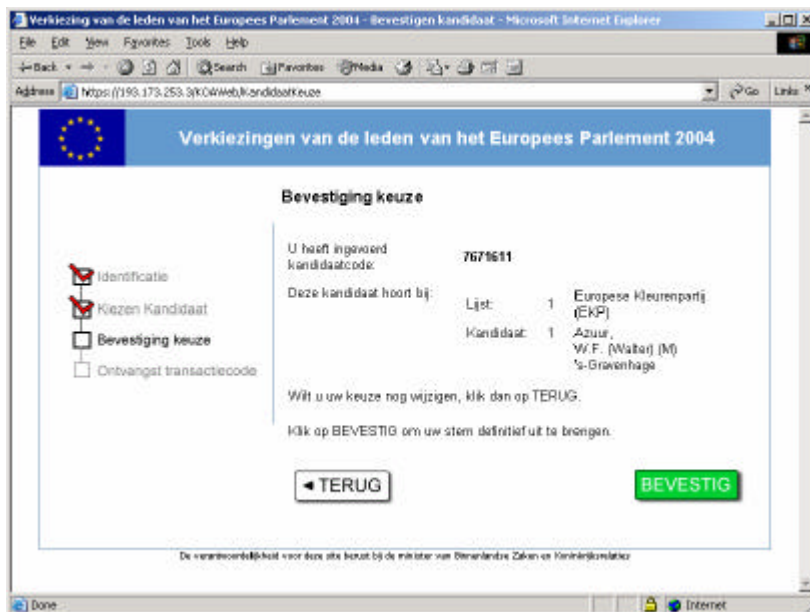 Verkiezing van de leden van het Europees Parlement 2004 - Bevestigen kandidaat - Microsoft Internet Explorer
File Edit View Favorites Tools Help
Back Search Favorites Media
Address https://193.173.253.3/KOAWeb/KandidaatKeuze Go Links
Verkiezingen van de leden van het Europees Parlement 2004
Bevestiging keuze
Identificatie
Kiezen Kandidaat
Bevestiging keuze
Ontvangst transactiecode
U heeft ingevoerd
kandidaatcode: 7671611
Deze kandidaat hoort bij:
Lijst: 1 Europese Kleurenpartij
(EKP)
Kandidaat: 1 Azuur,
W.F. (Walter) (M)
's-Gravenhage
Wilt u uw keuze nog wijzigen, klik dan op TERUG.
Klik op BEVESTIG om uw stem definitief uit te brengen.
TERUG
BEVESTIG
De verantwoordelijkheid voor deze site berust bij de minister van Binnenlandse Zaken en Koninkrijksrelaties
Done Internet